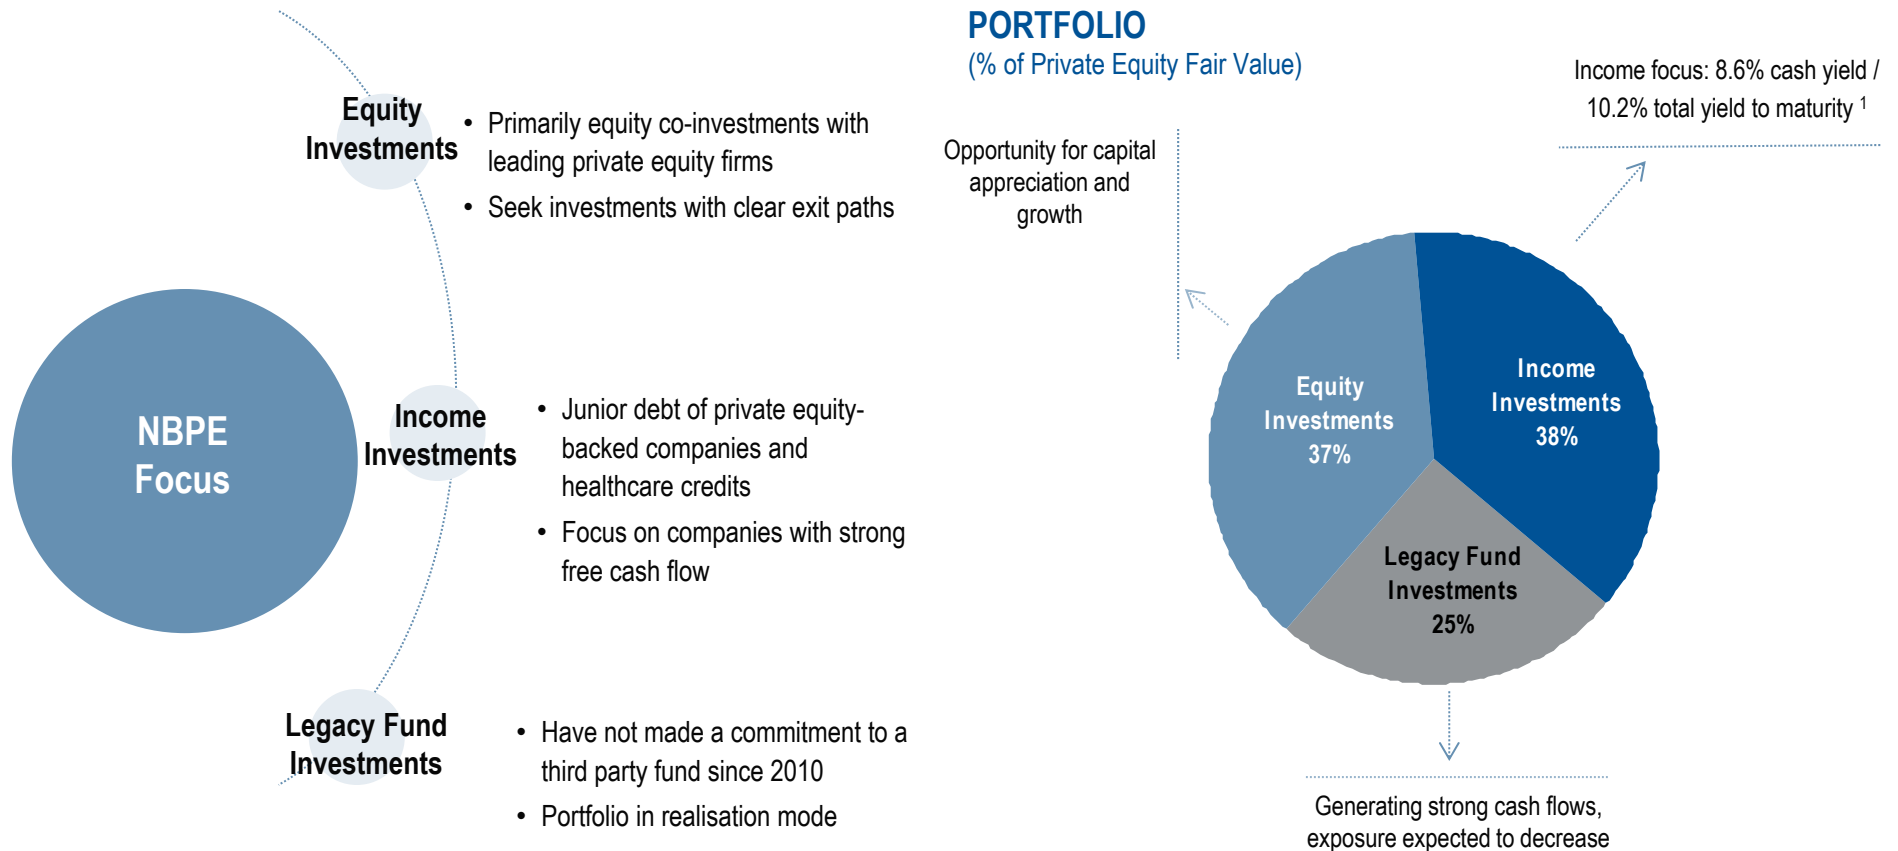 Equity
Investments
• Primarily equity co-investments with
leading private equity firms
• Seek investments with clear exit paths
NBPE
Focus
Income
Investments
• Junior debt of private equity-
backed companies and
healthcare credits
• Focus on companies with strong
free cash flow
Legacy Fund
Investments
• Have not made a commitment to a
third party fund since 2010
• Portfolio in realisation mode
PORTFOLIO
(% of Private Equity Fair Value)
Opportunity for capital
appreciation and
growth
Income focus: 8.6% cash yield /
10.2% total yield to maturity ¹
Equity
Investments
37%
Income
Investments
38%
Legacy Fund
Investments
25%
Generating strong cash flows,
exposure expected to decrease